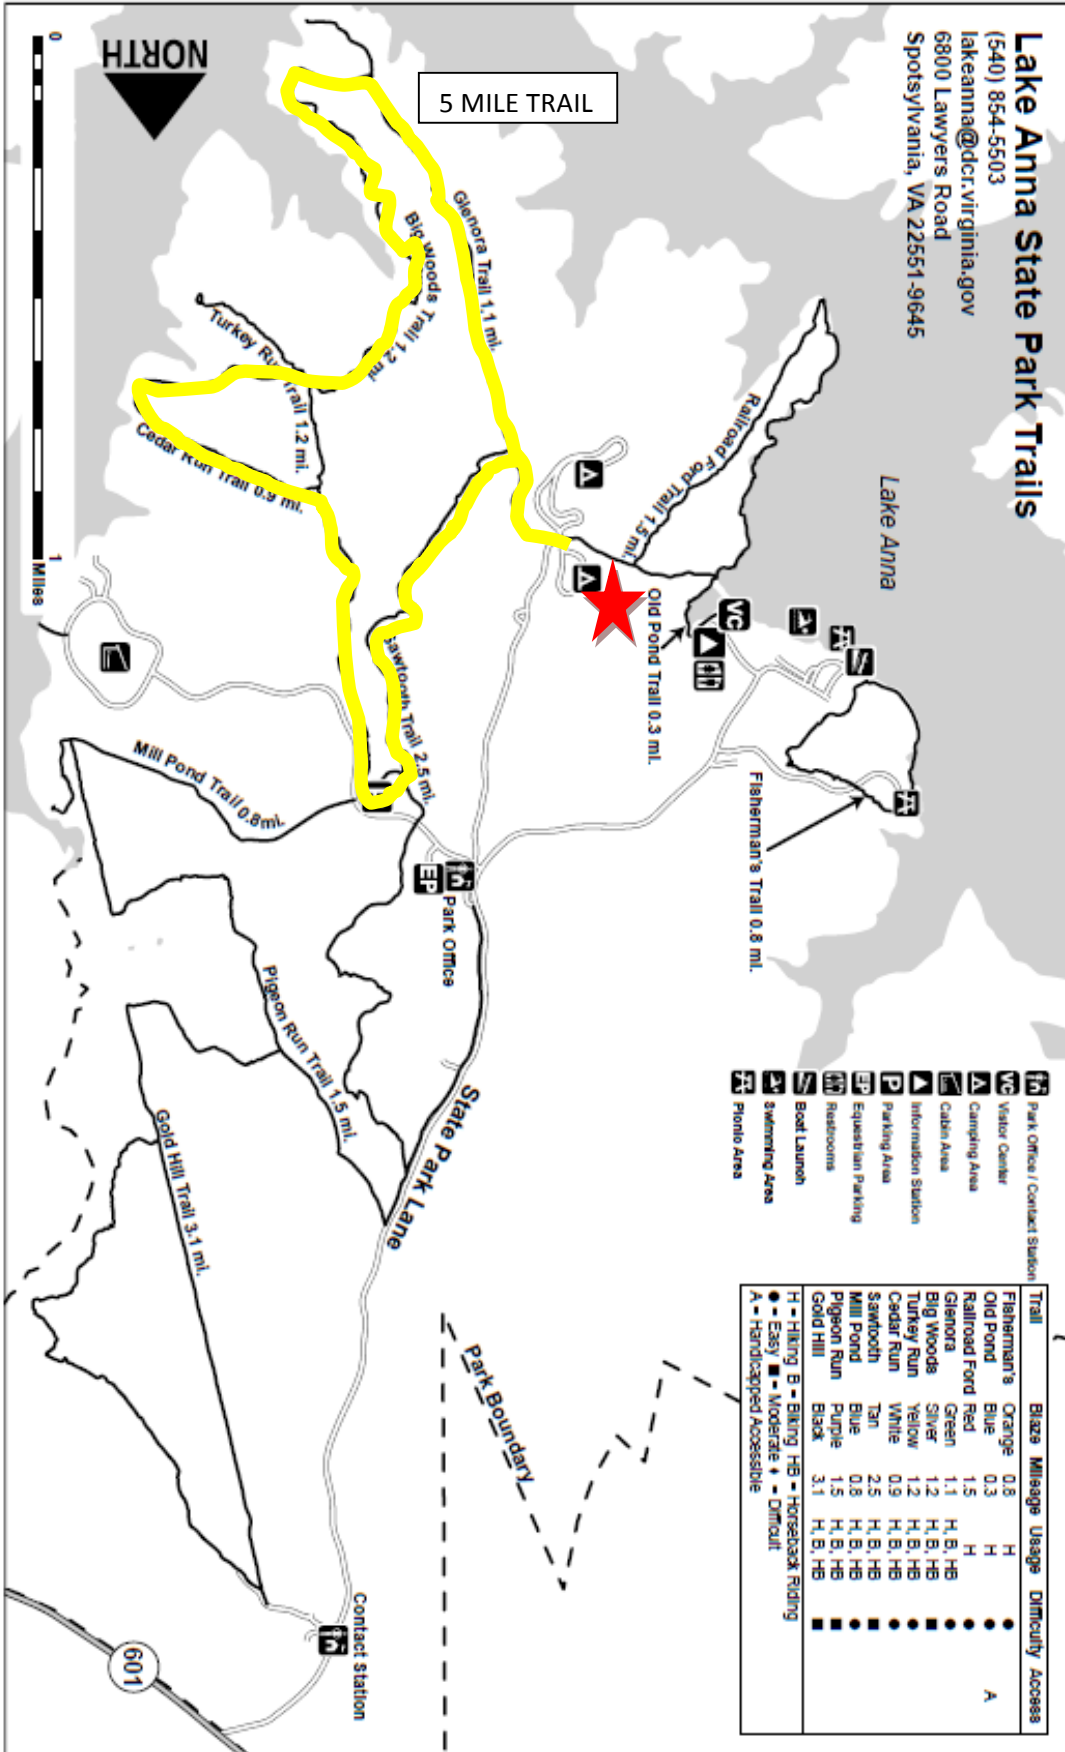 Lake Anna State Park Trails
(540) 854-5503
lakeanna@dcr.virginia.gov
6800 Lawyers Road
Spotsylvania, VA 22551-9645
0
1
Miles
NORTH
5 MILE TRAIL
Glenora Trail 1.1 mi.
Big Woods Trail 1.2 mi.
Turkey Run Trail 1.2 mi.
Cedar Run Trail 0.9 mi.
Railroad Ford Trail 1.5 mi.
Lake Anna
Old Pond Trail 0.3 mi.
VC
Sawtooth Trail 2.5 mi.
Mill Pond Trail 0.8mi.
Fisherman's Trail 0.8 mi.
EP
Park Office
Pigeon Run Trail 1.5 mi.
State Park Lane
Gold Hill Trail 3.1 mi.
Park Boundary
Contact Station
601
Park Office / Contact Station
VC Visitor Center
Camping Area
Cabin Area
Information Station
P Parking Area
EP Equestrian Parking
Restrooms
Boat Launch
Swimming Area
Picnic Area
Trail Blaze Mileage Usage Difficulty Access
Fisherman's Orange 0.8 H ●
Old Pond Blue 0.3 H ● A
Railroad Ford Red 1.5 H ●
Glenora Green 1.1 H, B, HB ●
Big Woods Silver 1.2 H, B, HB ■
Turkey Run Yellow 1.2 H, B, HB ●
Cedar Run White 0.9 H, B, HB ●
Sawtooth Tan 2.5 H, B, HB ■
Mill Pond Blue 0.8 H, B, HB ●
Pigeon Run Purple 1.5 H, B, HB ■
Gold Hill Black 3.1 H, B, HB ■
H = Hiking B = Biking HB = Horseback Riding
● = Easy ■ = Moderate ♦ = Difficult
A = Handicapped Accessible